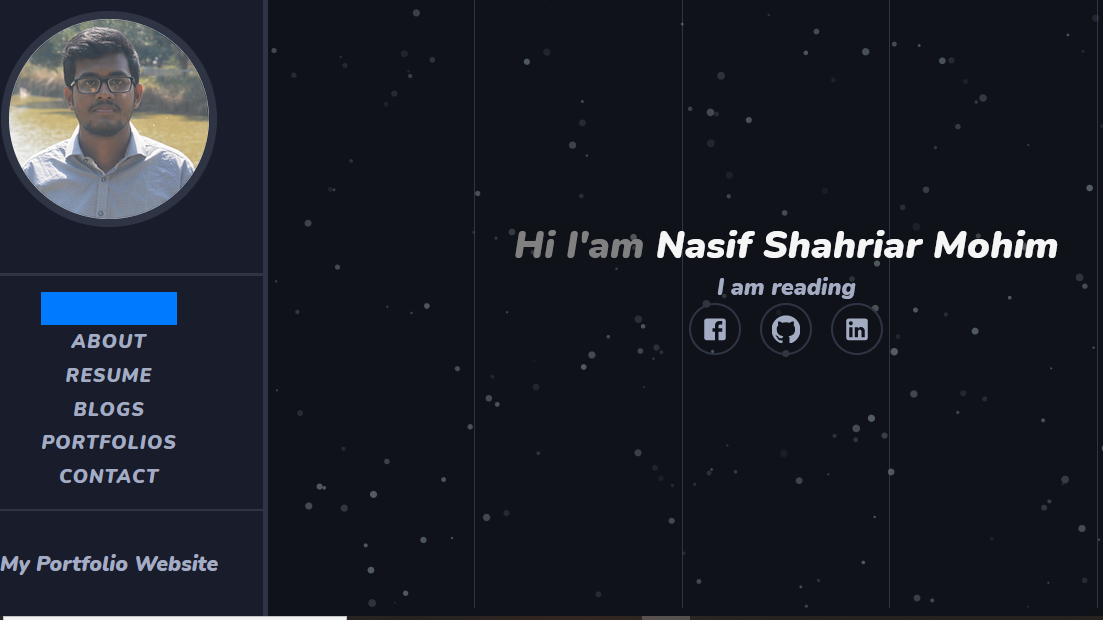 ABOUT
RESUME
BLOGS
PORTFOLIOS
CONTACT
My Portfolio Website
Hi I'am Nasif Shahriar Mohim
I am reading